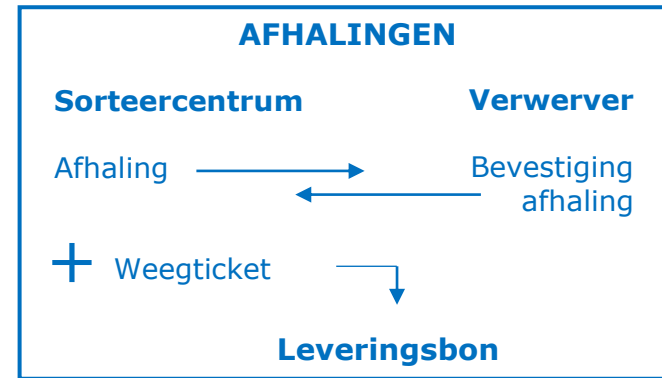 AFHALINGEN
Sorteercentrum Verwerver
Afhaling Bevestiging
afhaling
+ Weegticket
Leveringsbon